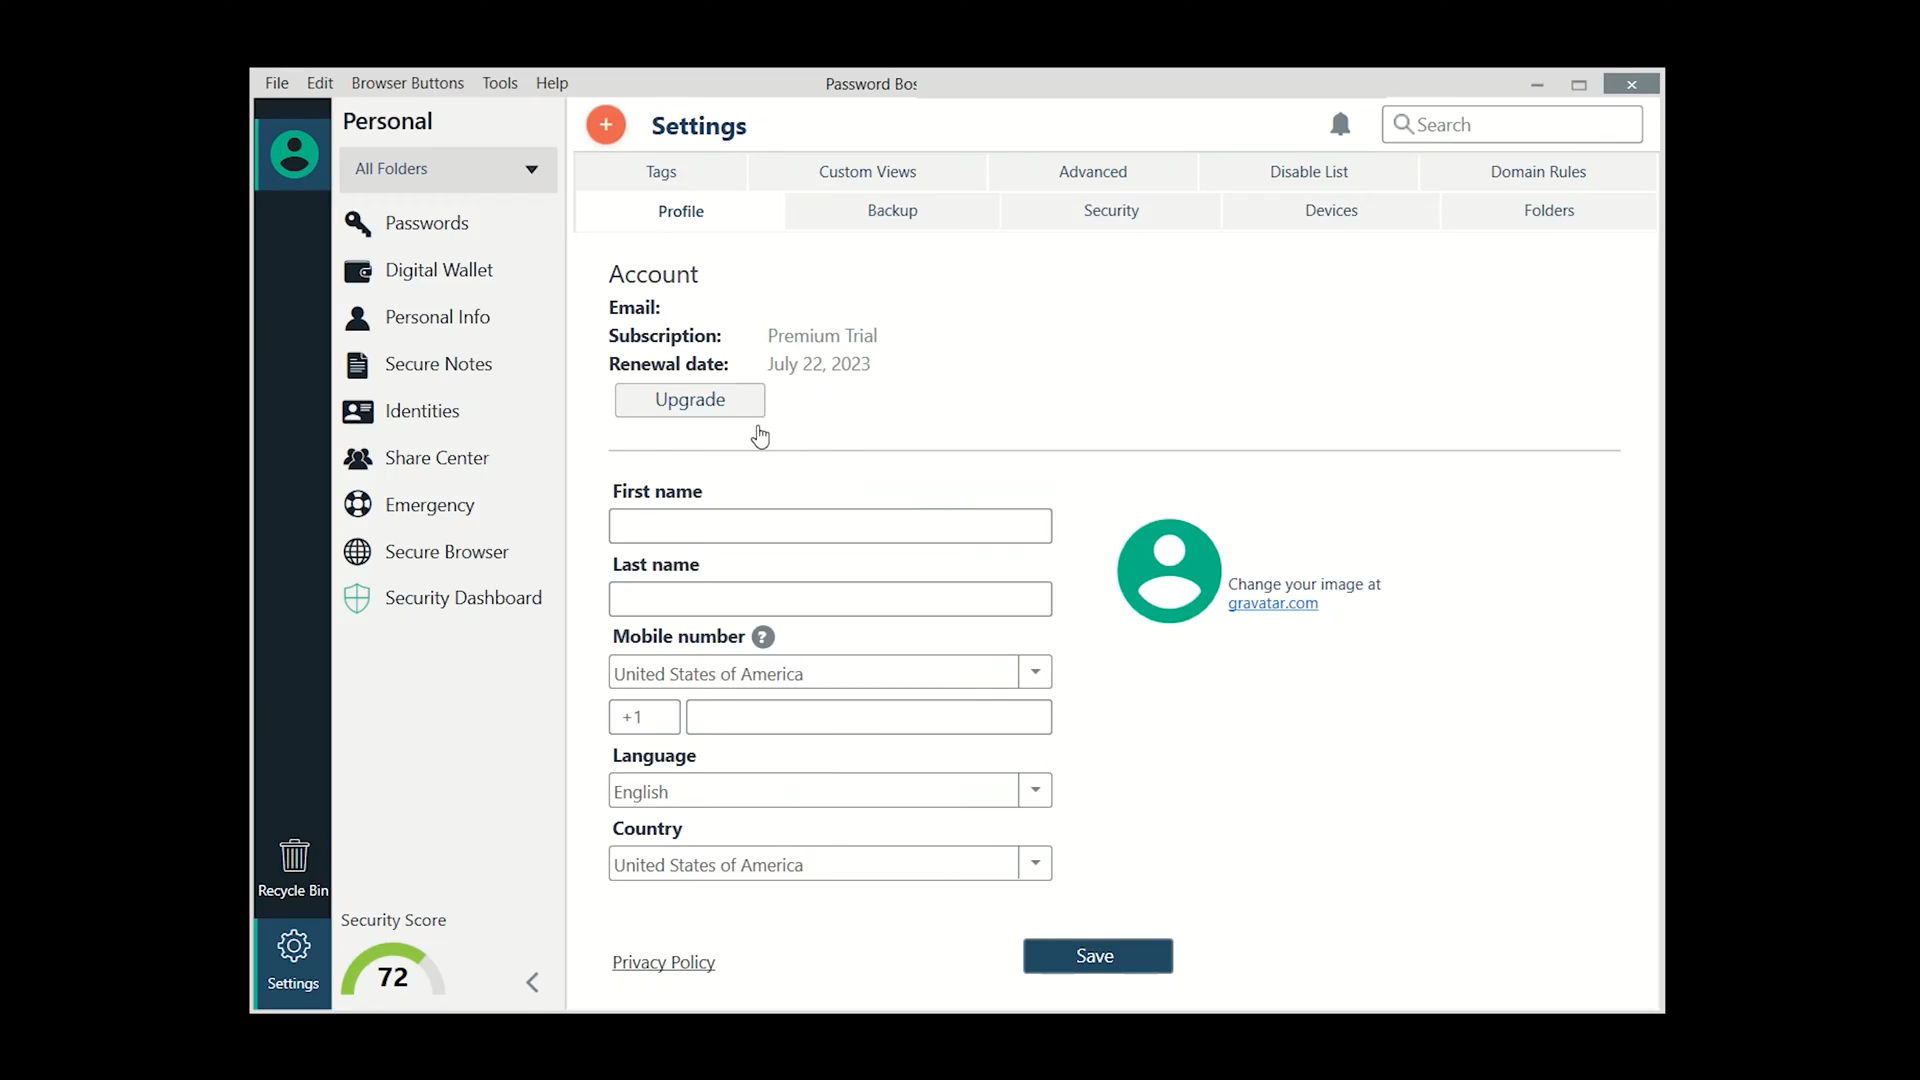 File Edit Browser Buttons Tools Help Password Bos
Personal
All Folders
Passwords
Digital Wallet
Personal Info
Secure Notes
Identities
Share Center
Emergency
Secure Browser
Security Dashboard
Recycle Bin
Settings
Security Score
72
+ Settings
Search
Tags Custom Views Advanced Disable List Domain Rules
Profile Backup Security Devices Folders
Account
Email:
Subscription: Premium Trial
Renewal date: July 22, 2023
Upgrade
First name
Last name
Mobile number ?
United States of America
+1
Language
English
Country
United States of America
Change your image at
gravatar.com
Privacy Policy
Save